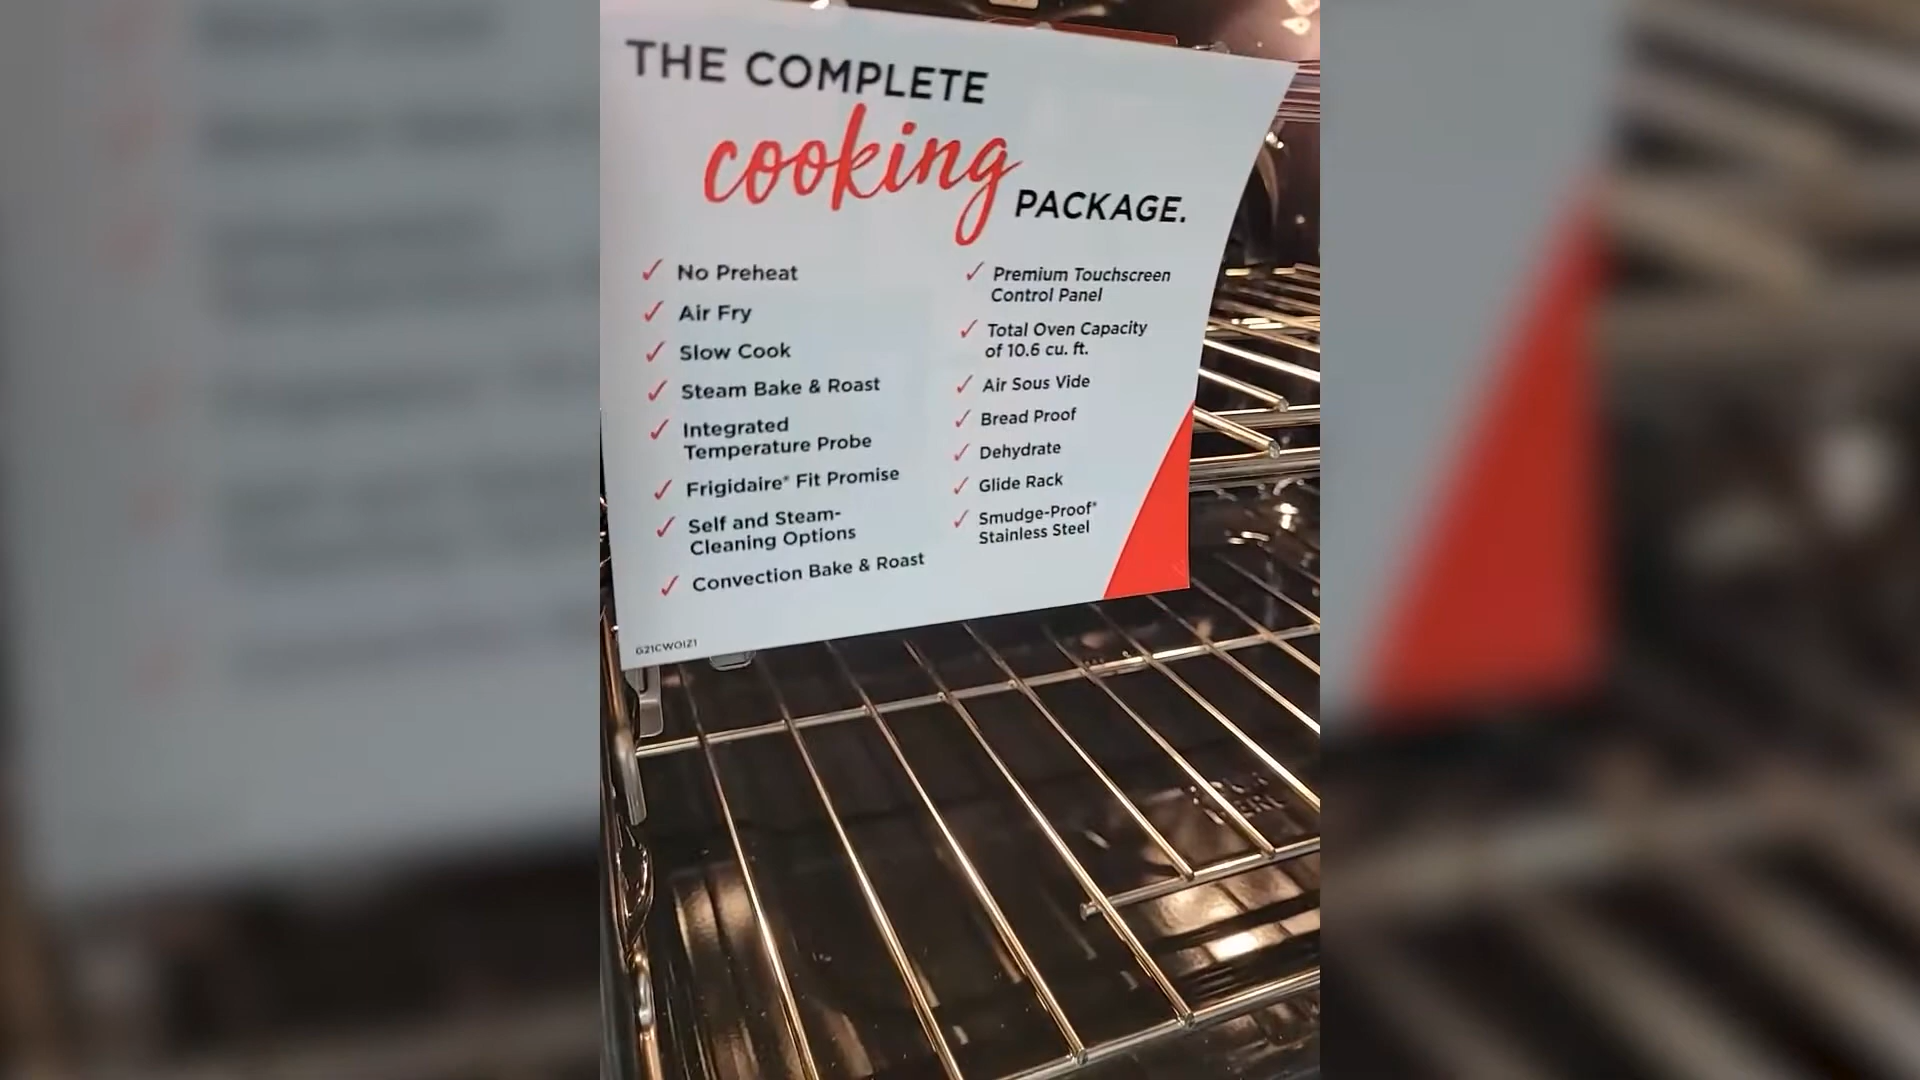 THE COMPLETE
cooking
PACKAGE.
✓ No Preheat
✓ Air Fry
✓ Slow Cook
✓ Steam Bake & Roast
✓ Integrated
Temperature Probe
✓ Frigidaire® Fit Promise
✓ Self and Steam-
Cleaning Options
✓ Convection Bake & Roast
✓ Premium Touchscreen
Control Panel
✓ Total Oven Capacity
of 10.6 cu. ft.
✓ Air Sous Vide
✓ Bread Proof
✓ Dehydrate
✓ Glide Rack
✓ Smudge-Proof®
Stainless Steel